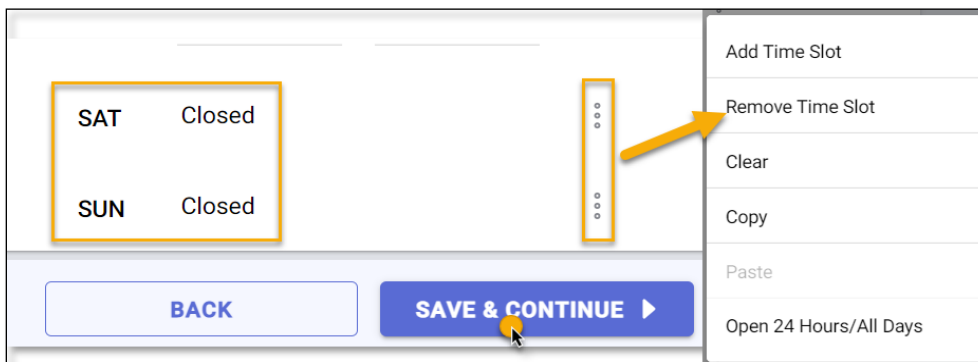 SAT Closed
SUN Closed
BACK
SAVE & CONTINUE
Add Time Slot
Remove Time Slot
Clear
Copy
Paste
Open 24 Hours/All Days